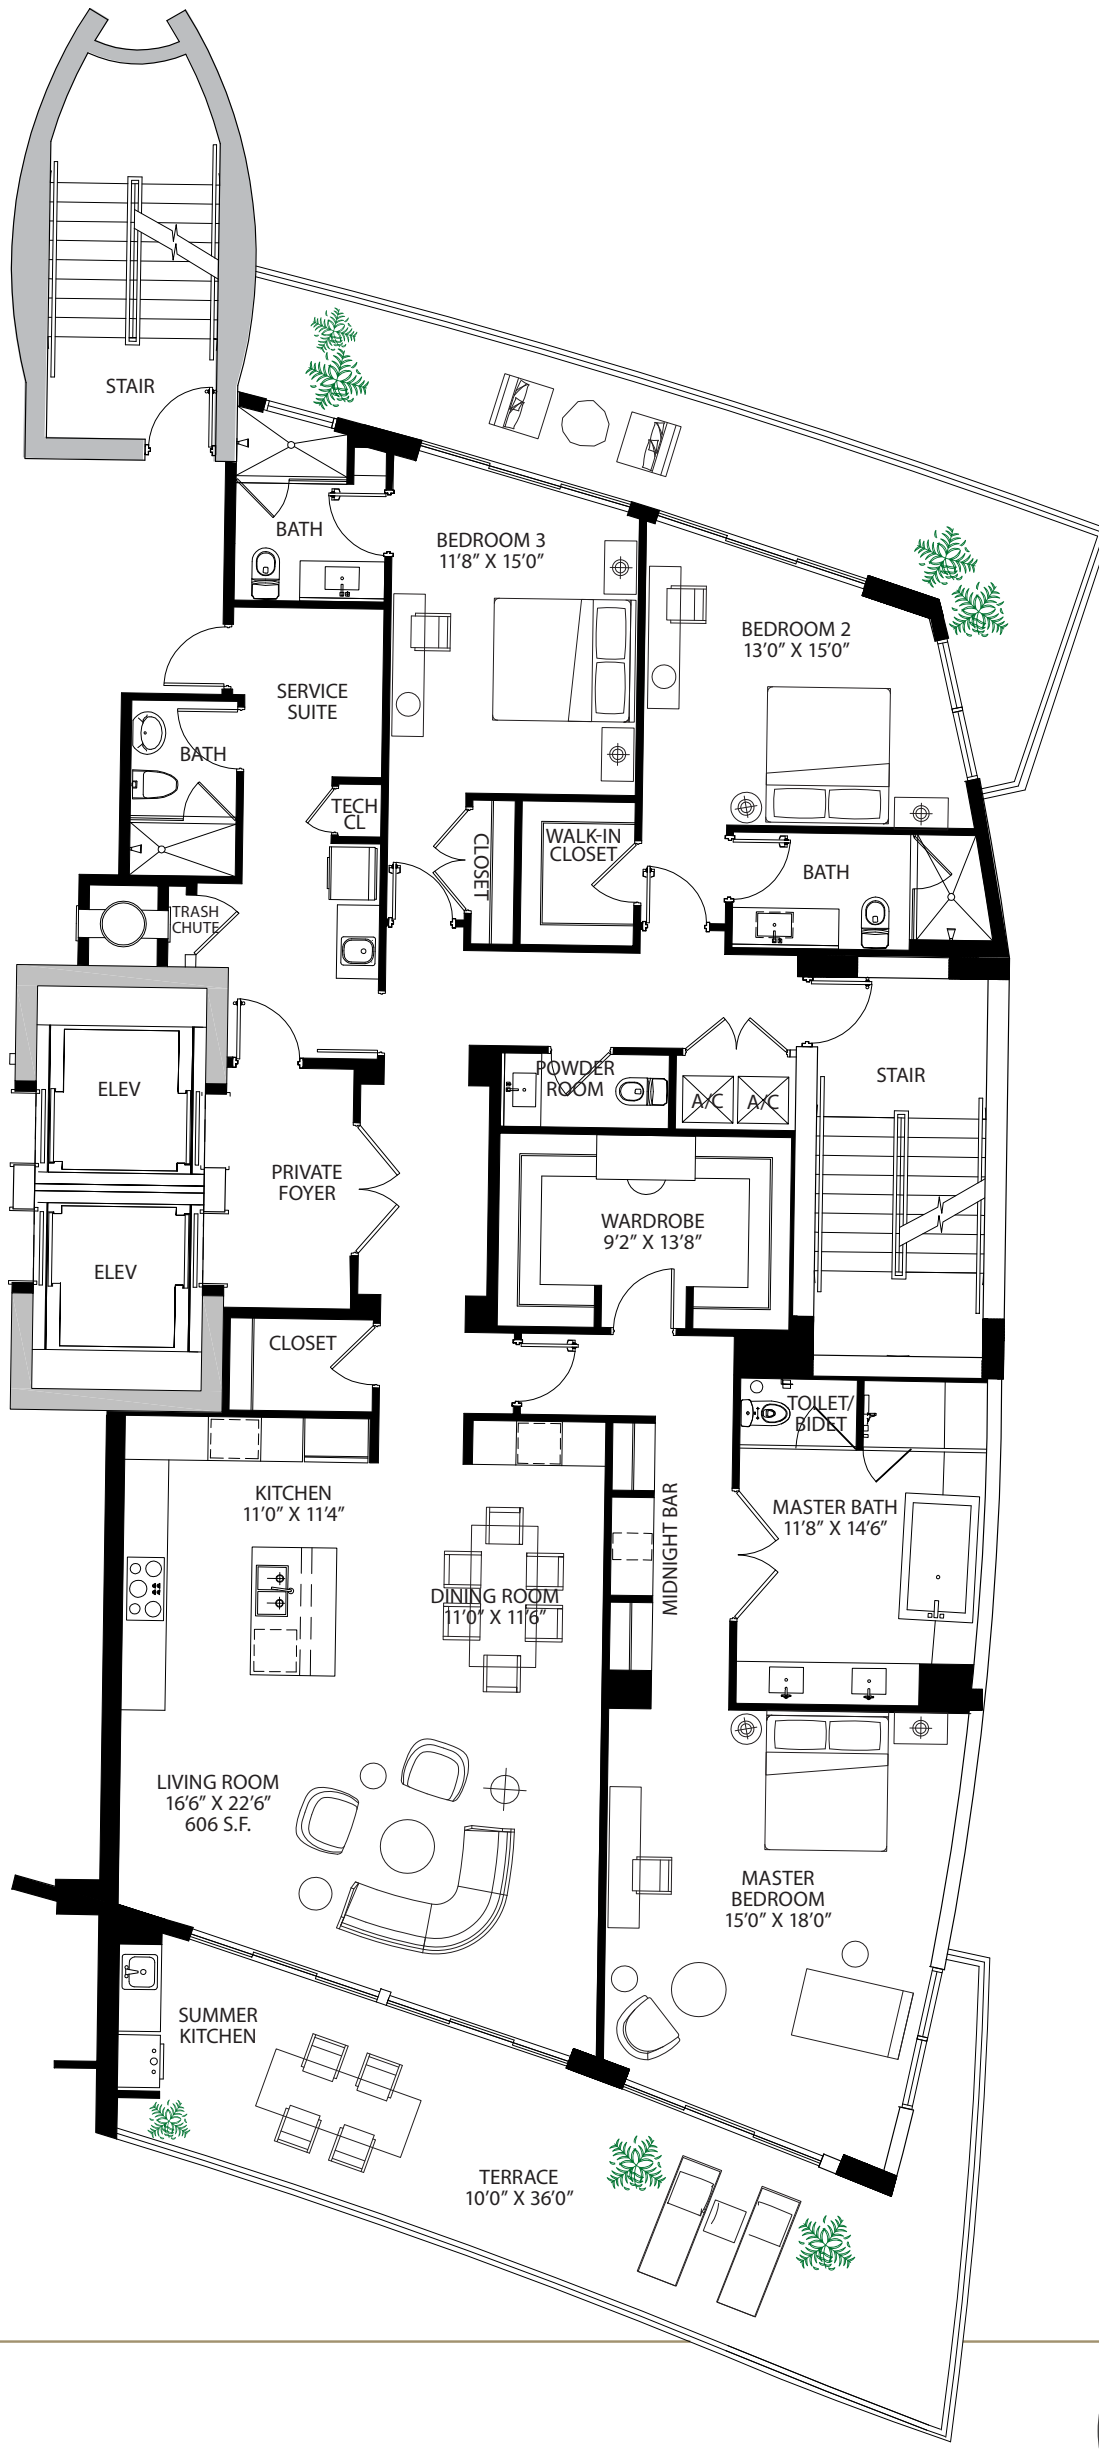 STAIR
BATH
BEDROOM 3
11'8" X 15'0"
BEDROOM 2
13'0" X 15'0"
SERVICE
SUITE
BATH
TECH
CL
CLOSET
WALK-IN
CLOSET
BATH
TRASH
CHUTE
ELEV
POWDER
ROOM
A/C
A/C
STAIR
PRIVATE
FOYER
WARDROBE
9'2" X 13'8"
ELEV
CLOSET
TOILET/
BIDET
KITCHEN
11'0" X 11'4"
MIDNIGHT BAR
MASTER BATH
11'8" X 14'6"
DINING ROOM
11'0" X 11'6"
LIVING ROOM
16'6" X 22'6"
606 S.F.
MASTER
BEDROOM
15'0" X 18'0"
SUMMER
KITCHEN
TERRACE
10'0" X 36'0"